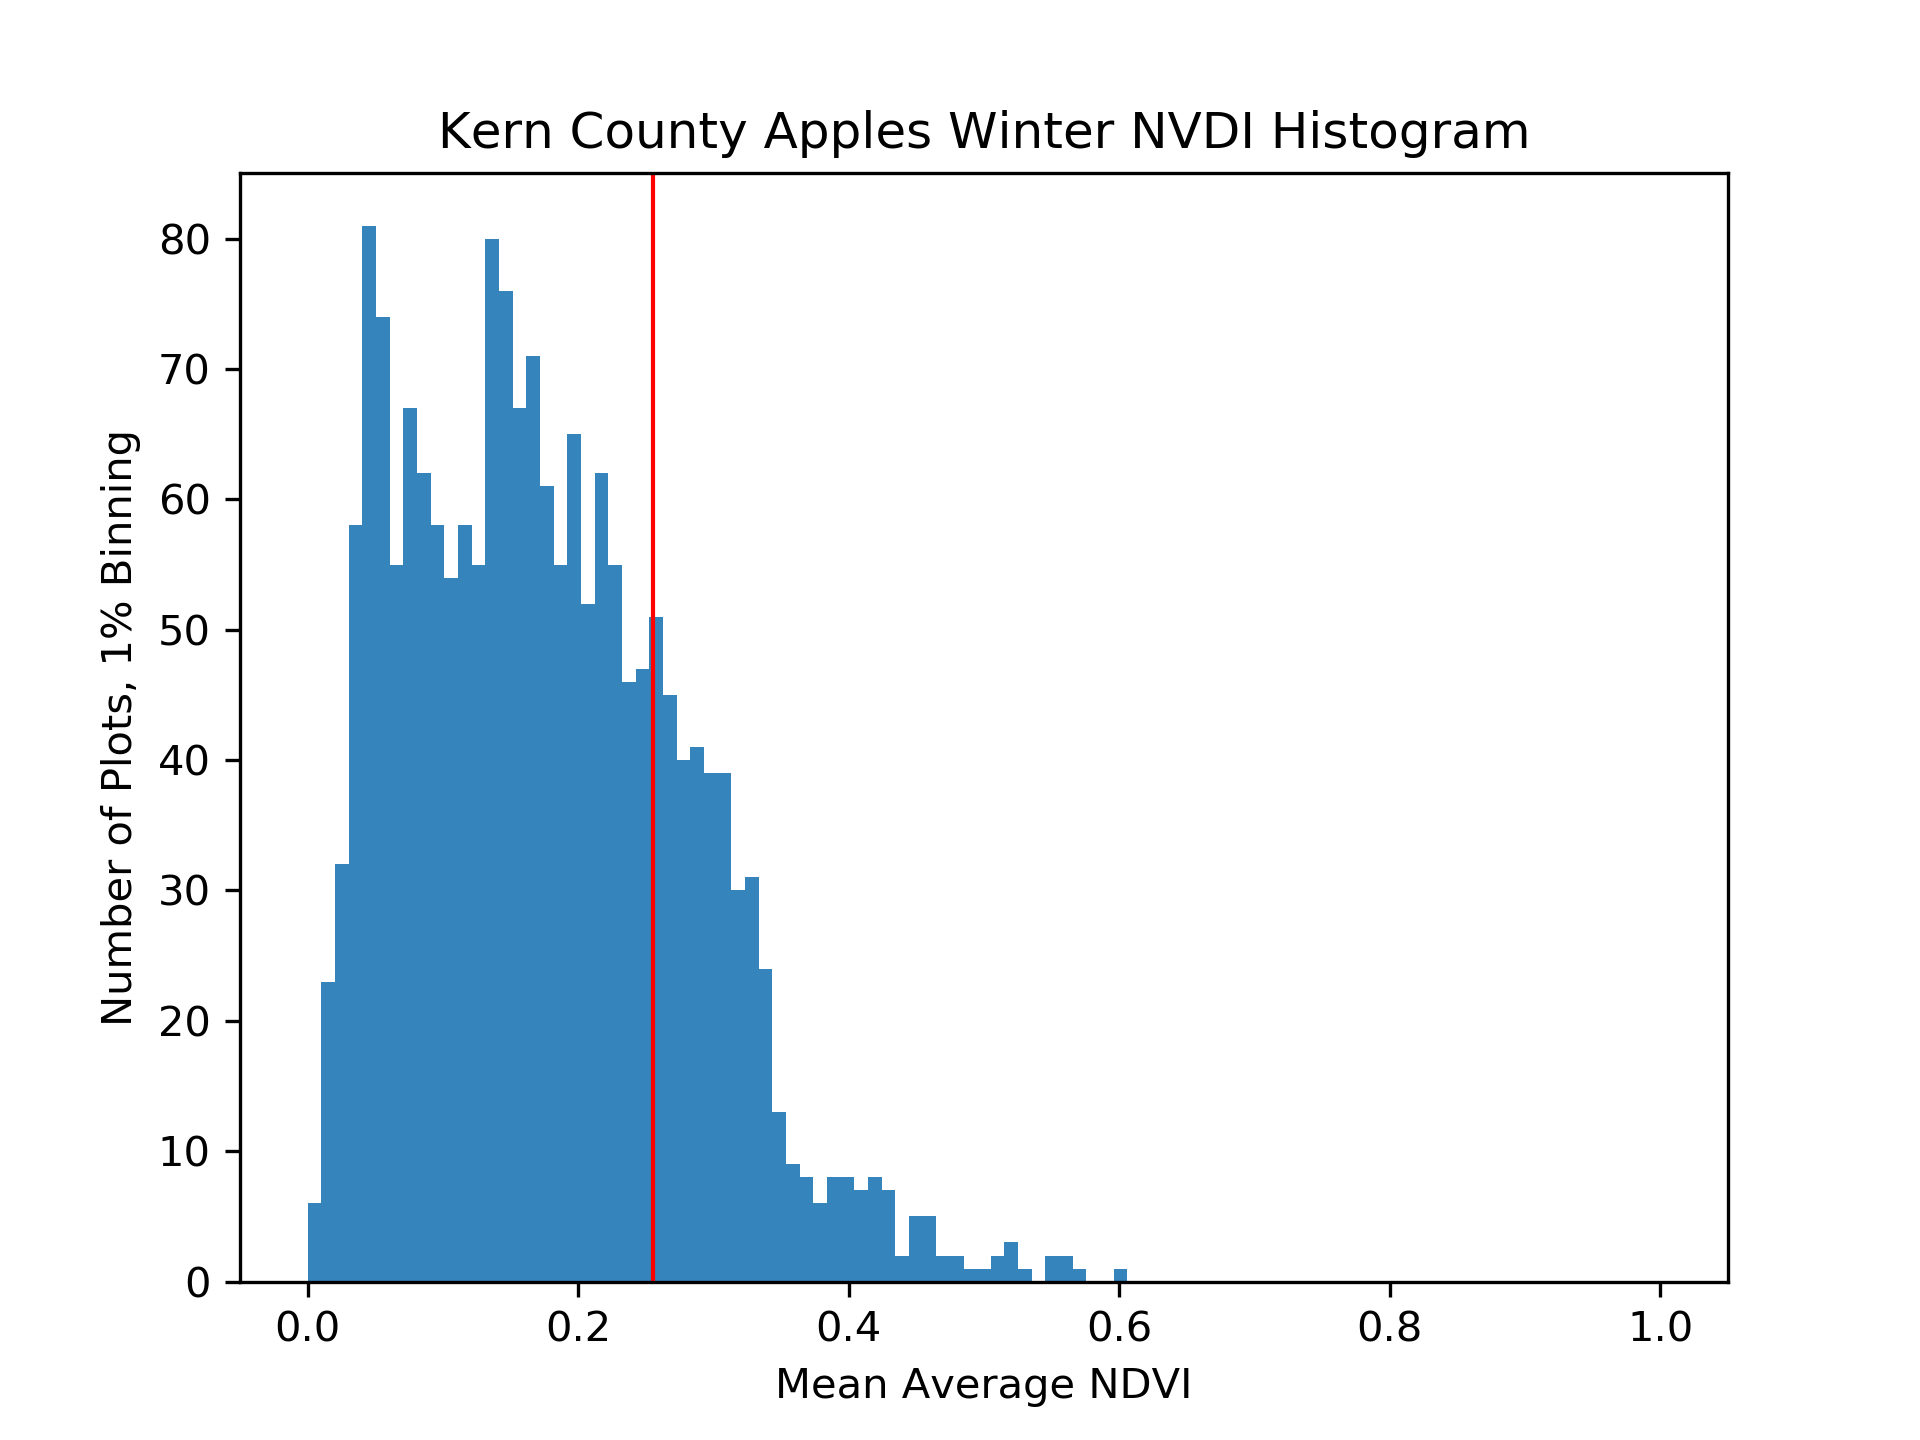 Kern County Apples Winter NVDI Histogram
Number of Plots, 1% Binning
80
70
60
50
40
30
20
10
0
0.0 0.2 0.4 0.6 0.8 1.0
Mean Average NDVI